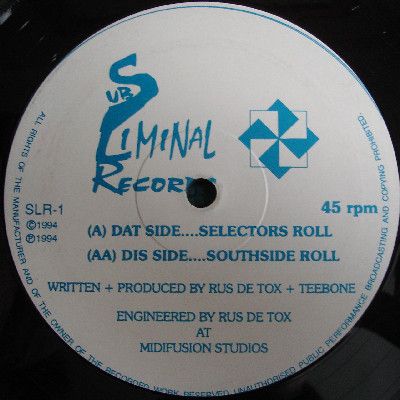 SUB
LIMINAL
RECORDS
SLR-1
45 rpm
Ⓟ1994
©1994
(A) DAT SIDE....SELECTORS ROLL
(AA) DIS SIDE....SOUTHSIDE ROLL
WRITTEN + PRODUCED BY RUS DE TOX + TEEBONE
ENGINEERED BY RUS DE TOX
AT
MIDIFUSION STUDIOS
ALL RIGHTS OF THE MANUFACTURER AND OF THE OWNER OF THE RECORDED WORK RESERVED UNAUTHORISED PUBLIC PERFORMANCE BROADCASTING AND COPYING PROHIBITED.